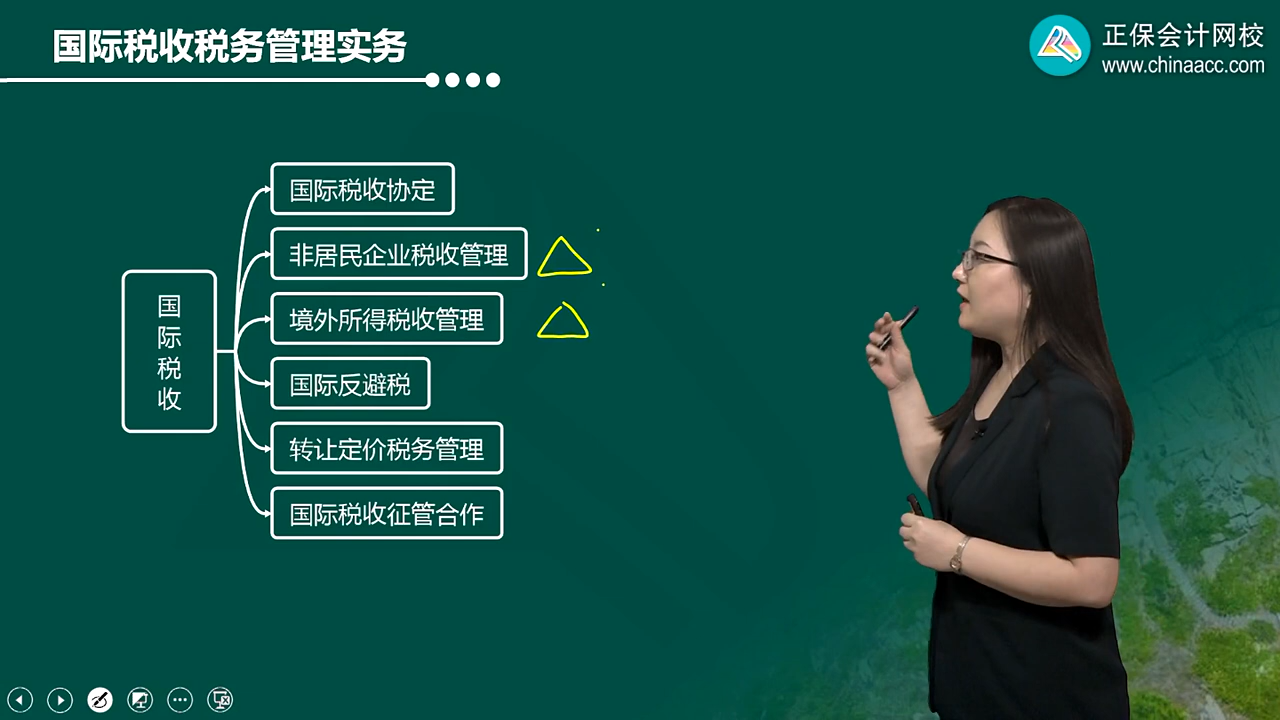 国际税收税务管理实务
正保会计网校
www.chinaacc.com
国际税收
国际税收协定
非居民企业税收管理
境外所得税收管理
国际反避税
转让定价税务管理
国际税收征管合作